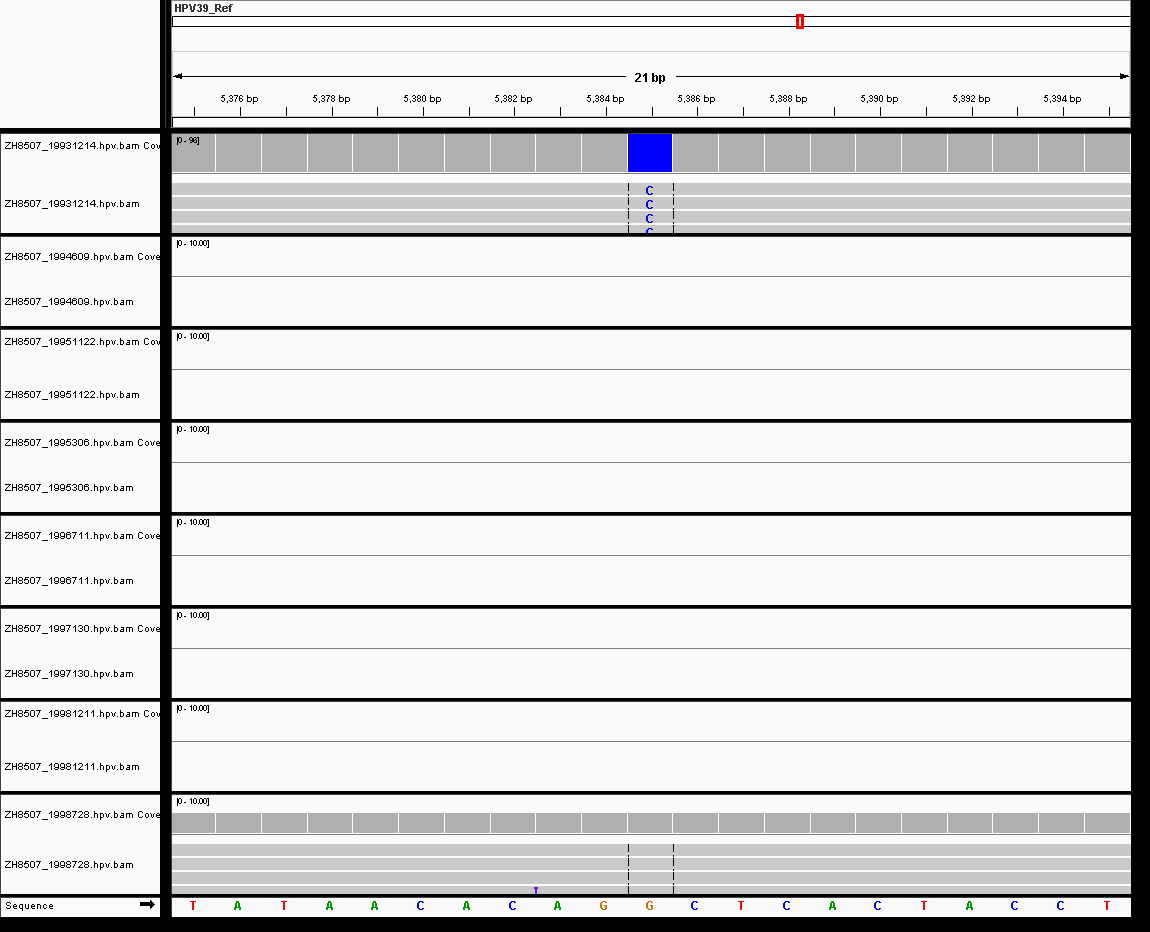 HPV39_Ref
21 bp
5,376 bp 5,378 bp 5,380 bp 5,382 bp 5,384 bp 5,386 bp 5,388 bp 5,390 bp 5,392 bp 5,394 bp
ZH8507_19931214.hpv.bam Cov
[0 - 96]
C
ZH8507_19931214.hpv.bam
C
C
C
ZH8507_1994609.hpv.bam Cove
[0 - 10.00]
ZH8507_1994609.hpv.bam
ZH8507_19951122.hpv.bam Cov
[0 - 10.00]
ZH8507_19951122.hpv.bam
ZH8507_1995306.hpv.bam Cove
[0 - 10.00]
ZH8507_1995306.hpv.bam
ZH8507_1996711.hpv.bam Cove
[0 - 10.00]
ZH8507_1996711.hpv.bam
ZH8507_1997130.hpv.bam Cove
[0 - 10.00]
ZH8507_1997130.hpv.bam
ZH8507_19981211.hpv.bam Cov
[0 - 10.00]
ZH8507_19981211.hpv.bam
ZH8507_1998728.hpv.bam Cove
[0 - 10.00]
ZH8507_1998728.hpv.bam
Sequence T A T A A C A C A G G C T C A C T A C C T